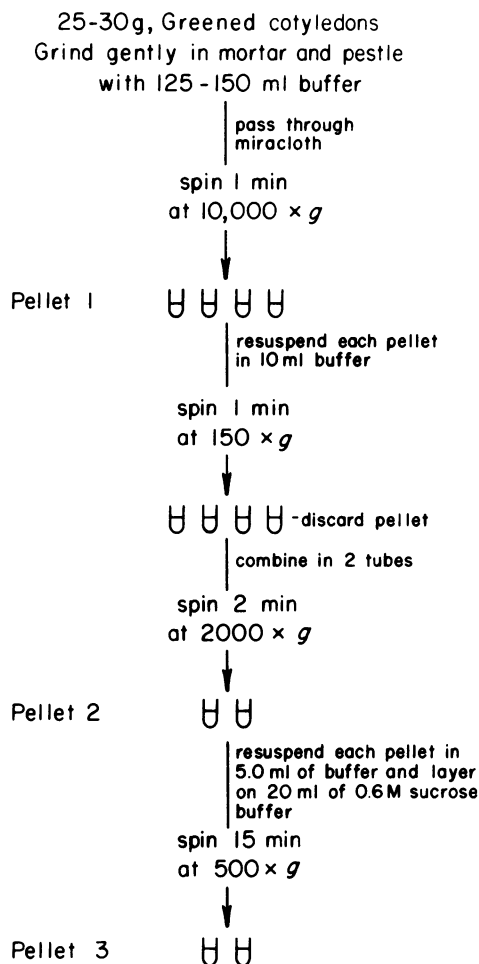 25-30g, Greened cotyledons
Grind gently in mortar and pestle
with 125-150 ml buffer
pass through
miracloth
spin 1 min
at 10,000 × g
Pellet 1
resuspend each pellet
in 10 ml buffer
spin 1 min
at 150 × g
-discard pellet
combine in 2 tubes
spin 2 min
at 2000 × g
Pellet 2
resuspend each pellet in
5.0 ml of buffer and layer
on 20 ml of 0.6 M sucrose
buffer
spin 15 min
at 500 × g
Pellet 3